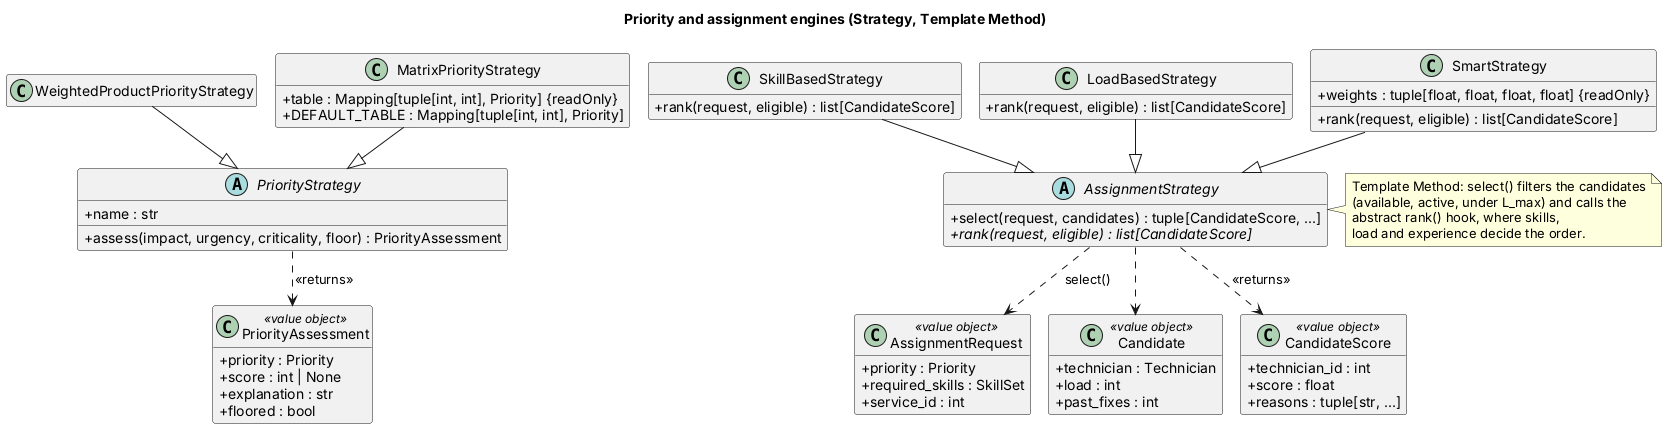 Priority and assignment engines (Strategy, Template Method)
C WeightedProductPriorityStrategy
C MatrixPriorityStrategy
+table : Mapping[tuple[int, int], Priority] {readOnly}
+DEFAULT_TABLE : Mapping[tuple[int, int], Priority]
C SkillBasedStrategy
+rank(request, eligible) : list[CandidateScore]
C LoadBasedStrategy
+rank(request, eligible) : list[CandidateScore]
C SmartStrategy
+weights : tuple[float, float, float, float] {readOnly}
+rank(request, eligible) : list[CandidateScore]
A PriorityStrategy
+name : str
+assess(impact, urgency, criticality, floor) : PriorityAssessment
A AssignmentStrategy
+select(request, candidates) : tuple[CandidateScore, ...]
+rank(request, eligible) : list[CandidateScore]
Template Method: select() filters the candidates
(available, active, under L_max) and calls the
abstract rank() hook, where skills,
load and experience decide the order.
«returns»
select()
«returns»
C «value object»
PriorityAssessment
+priority : Priority
+score : int | None
+explanation : str
+floored : bool
C «value object»
AssignmentRequest
+priority : Priority
+required_skills : SkillSet
+service_id : int
C «value object»
Candidate
+technician : Technician
+load : int
+past_fixes : int
C «value object»
CandidateScore
+technician_id : int
+score : float
+reasons : tuple[str, ...]